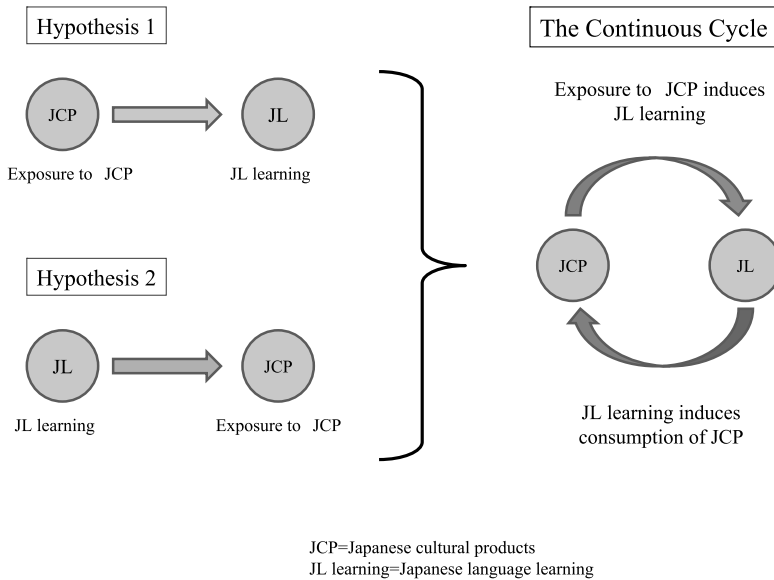 Hypothesis 1
JCP
JL
Exposure to JCP
JL learning
Hypothesis 2
JL
JCP
JL learning
Exposure to JCP
The Continuous Cycle
Exposure to JCP induces
JL learning
JCP
JL
JL learning induces
consumption of JCP
JCP=Japanese cultural products
JL learning=Japanese language learning